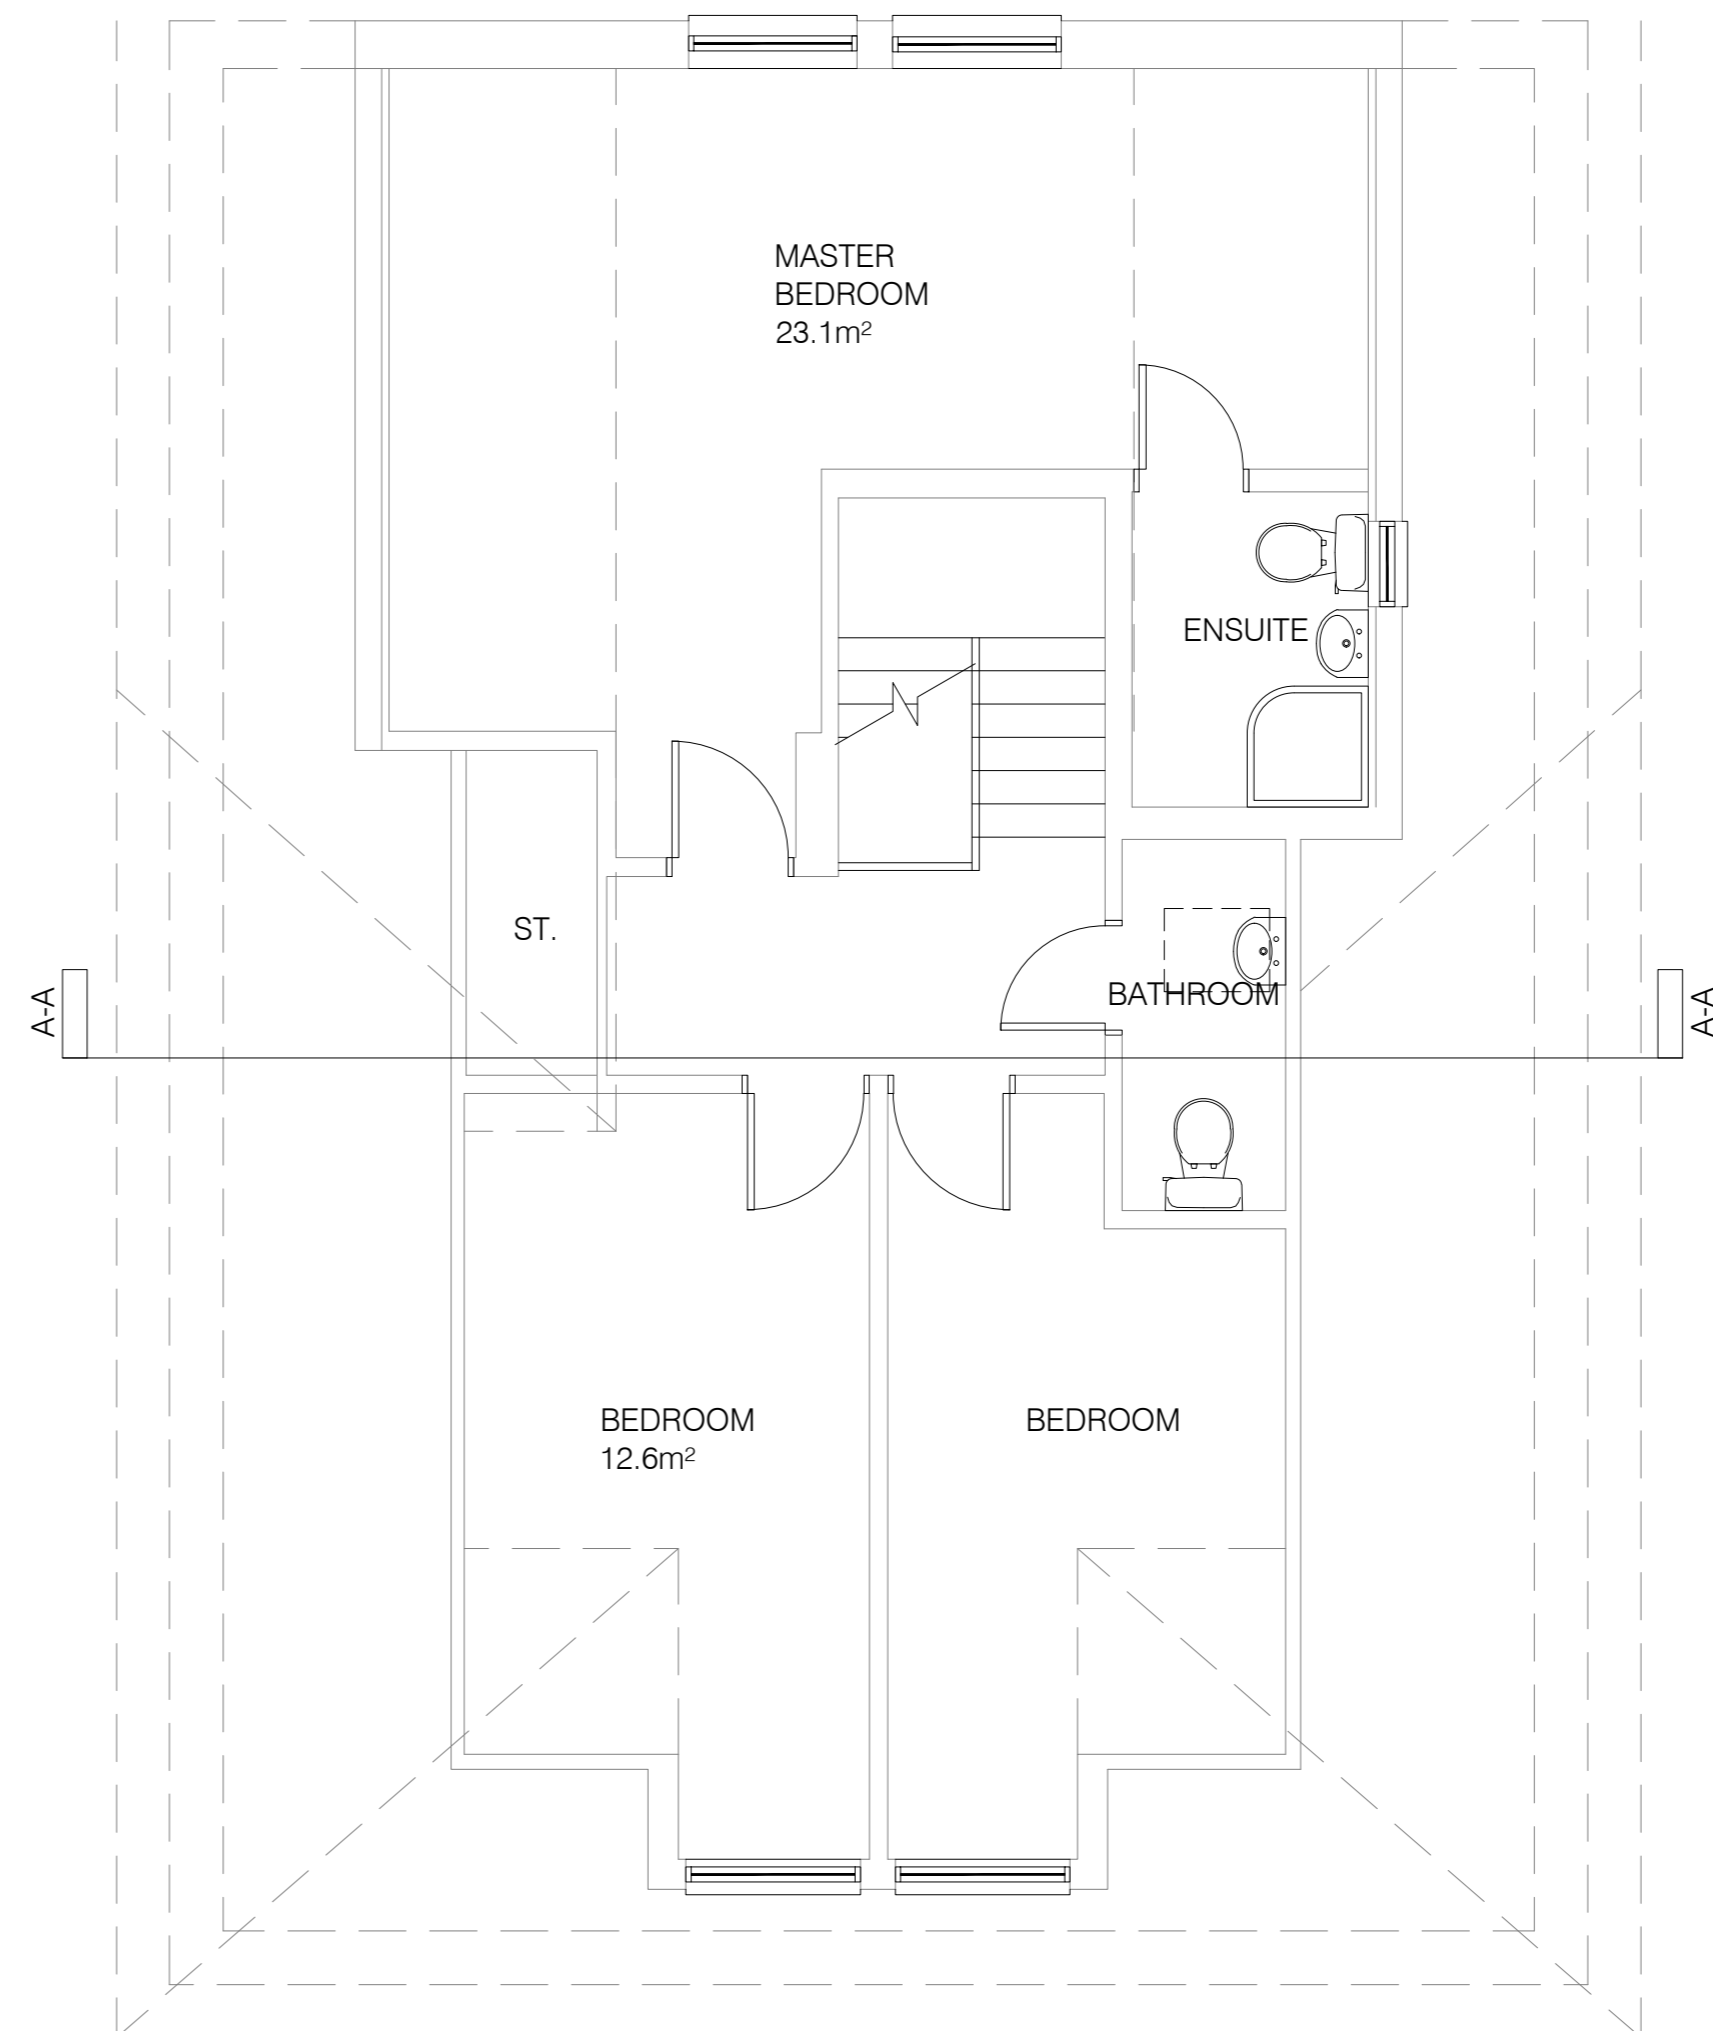 MASTER
BEDROOM
23.1m²
ENSUITE
ST.
BATHROOM
A-A
A-A
BEDROOM
12.6m²
BEDROOM